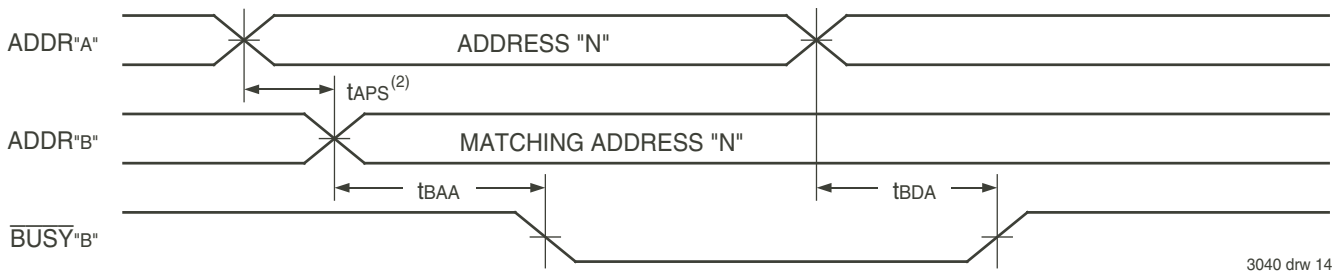 ADDR"A"
ADDRESS "N"
tAPS(2)
ADDR"B"
MATCHING ADDRESS "N"
tBAA
tBDA
BUSY"B"
3040 drw 14